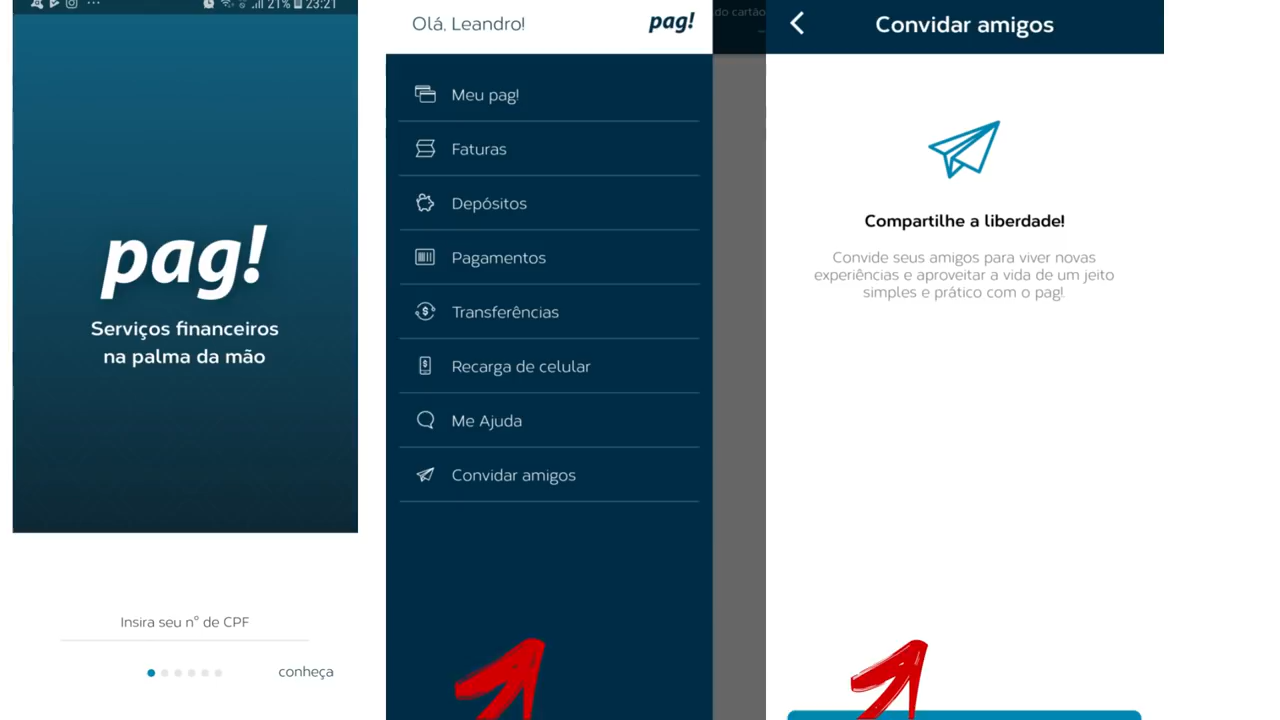 21% 23:21
pag!
Serviços financeiros
na palma da mão
Insira seu nº de CPF
conheça
Olá, Leandro!
pag!
Meu pag!
Faturas
Depósitos
Pagamentos
Transferências
Recarga de celular
Me Ajuda
Convidar amigos
do cartão
Convidar amigos
Compartilhe a liberdade!
Convide seus amigos para viver novas
experiências e aproveitar a vida de um jeito
simples e prático com o pag!